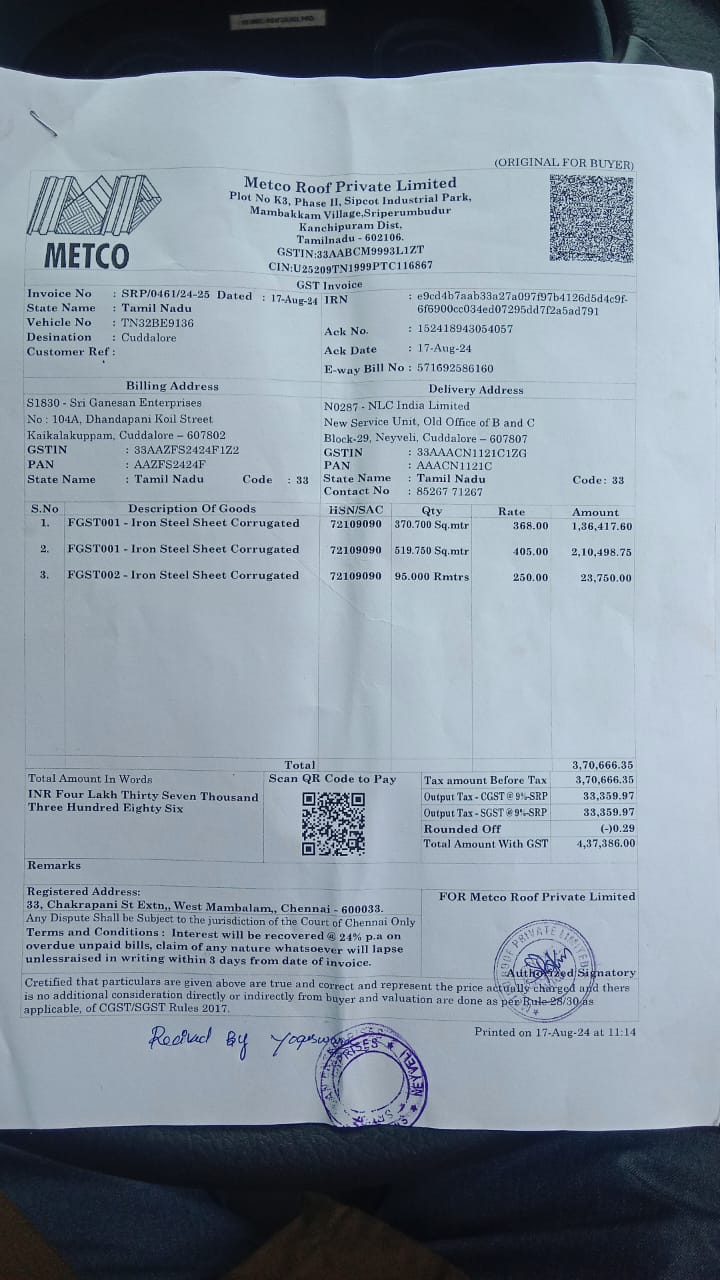 (ORIGINAL FOR BUYER)
METCO
Metco Roof Private Limited
Plot No K3, Phase II, Sipcot Industrial Park,
Mambakkam Village,Sriperumbudur
Kanchipuram Dist,
Tamilnadu - 602106.
GSTIN:33AABCM9993L1ZT
CIN:U25209TN1999PTC116867
GST Invoice
Invoice No : SRP/0461/24-25 Dated : 17-Aug-24
State Name : Tamil Nadu
Vehicle No : TN32BE9136
Desination : Cuddalore
Customer Ref :
IRN : e9cd4b7aab33a27a097f97b4126d5d4c9f-
6f6900cc034ed07295dd7f2a5ad791
Ack No. : 152418943054057
Ack Date : 17-Aug-24
E-way Bill No : 571692586160
Billing Address
S1830 - Sri Ganesan Enterprises
No : 104A, Dhandapani Koil Street
Kaikalakuppam, Cuddalore – 607802
GSTIN : 33AAZFS2424F1Z2
PAN : AAZFS2424F
State Name : Tamil Nadu Code : 33
Delivery Address
N0287 - NLC India Limited
New Service Unit, Old Office of B and C
Block-29, Neyveli, Cuddalore – 607807
GSTIN : 33AAACN1121C1ZG
PAN : AAACN1121C
State Name : Tamil Nadu Code: 33
Contact No : 85267 71267
S.No Description Of Goods HSN/SAC Qty Rate Amount
1. FGST001 - Iron Steel Sheet Corrugated 72109090 370.700 Sq.mtr 368.00 1,36,417.60
2. FGST001 - Iron Steel Sheet Corrugated 72109090 519.750 Sq.mtr 405.00 2,10,498.75
3. FGST002 - Iron Steel Sheet Corrugated 72109090 95.000 Rmtrs 250.00 23,750.00
Total 3,70,666.35
Total Amount In Words
INR Four Lakh Thirty Seven Thousand
Three Hundred Eighty Six
Scan QR Code to Pay
Tax amount Before Tax 3,70,666.35
Output Tax - CGST @ 9%-SRP 33,359.97
Output Tax - SGST @ 9%-SRP 33,359.97
Rounded Off (-)0.29
Total Amount With GST 4,37,386.00
Remarks
Registered Address:
33, Chakrapani St Extn,, West Mambalam,, Chennai - 600033.
Any Dispute Shall be Subject to the jurisdiction of the Court of Chennai Only
Terms and Conditions : Interest will be recovered @ 24% p.a on
overdue unpaid bills, claim of any nature whatsoever will lapse
unlessraised in writing within 3 days from date of invoice.
FOR Metco Roof Private Limited
Authorized Signatory
Cretified that particulars are given above are true and correct and represent the price actually charged and there
is no additional consideration directly or indirectly from buyer and valuation are done as per Rule 28/30 as
applicable, of CGST/SGST Rules 2017.
Printed on 17-Aug-24 at 11:14
By
NEYVELI